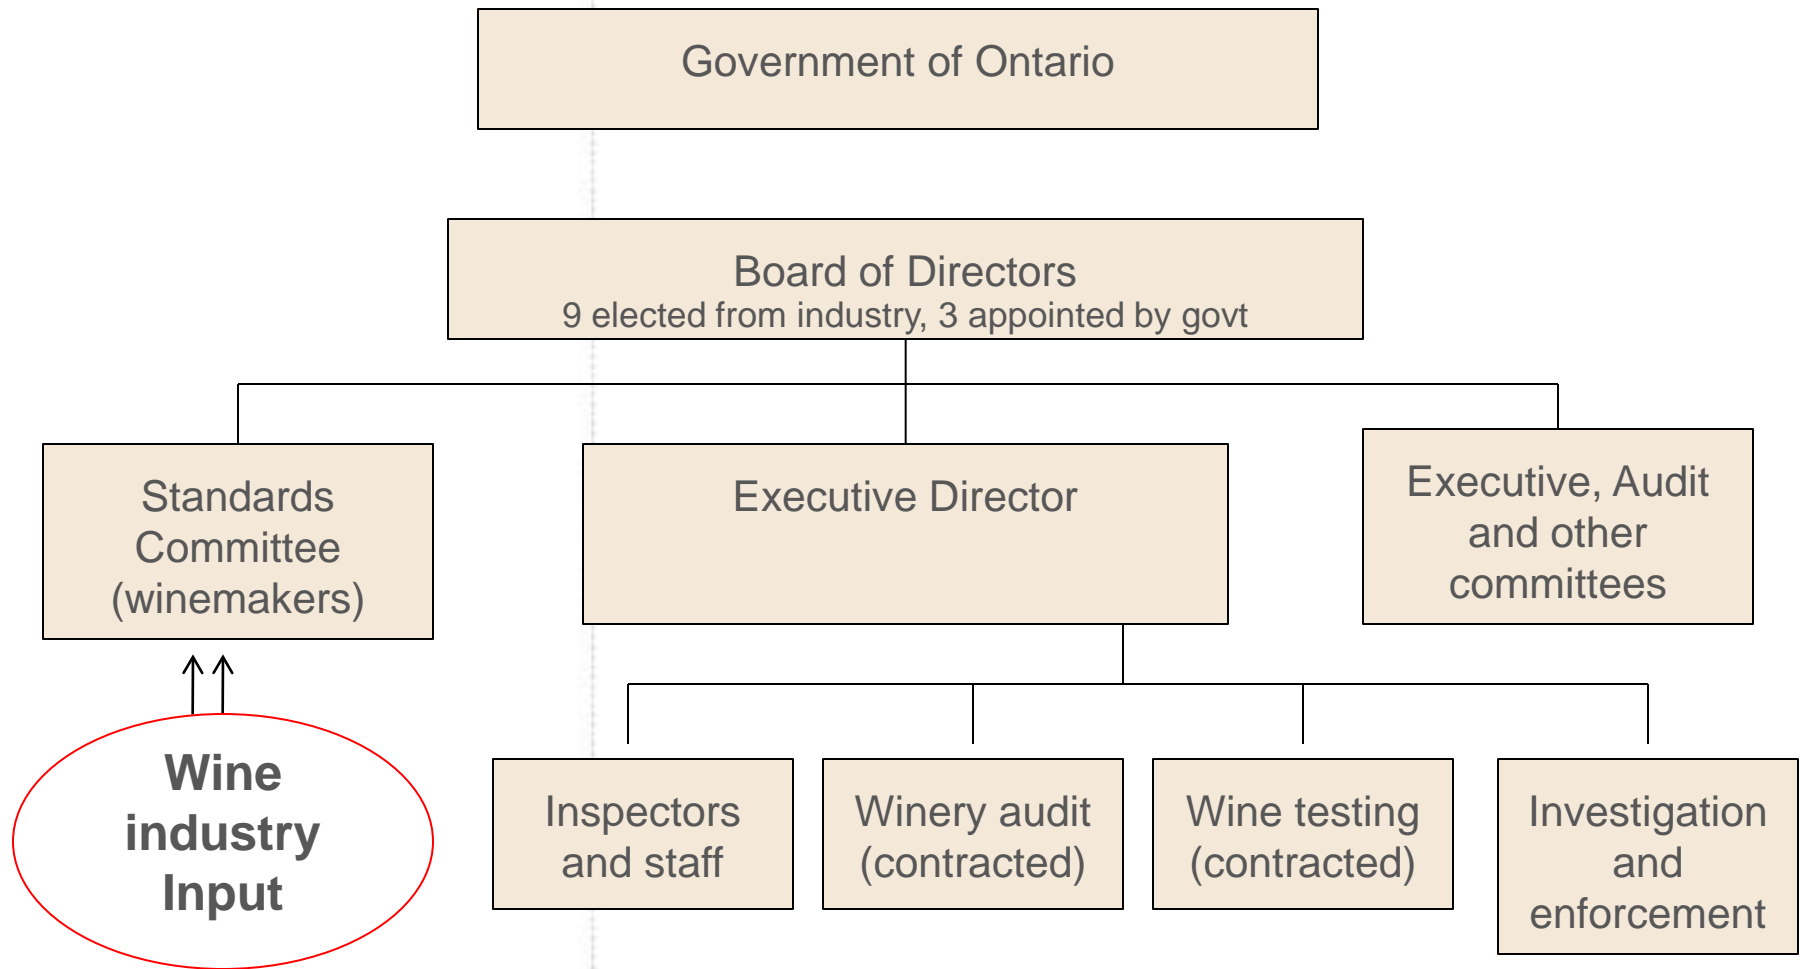 Government of Ontario
Board of Directors
9 elected from industry, 3 appointed by govt
Standards
Committee
(winemakers)
Executive Director
Executive, Audit
and other
committees
Wine
industry
Input
Inspectors
and staff
Winery audit
(contracted)
Wine testing
(contracted)
Investigation
and
enforcement